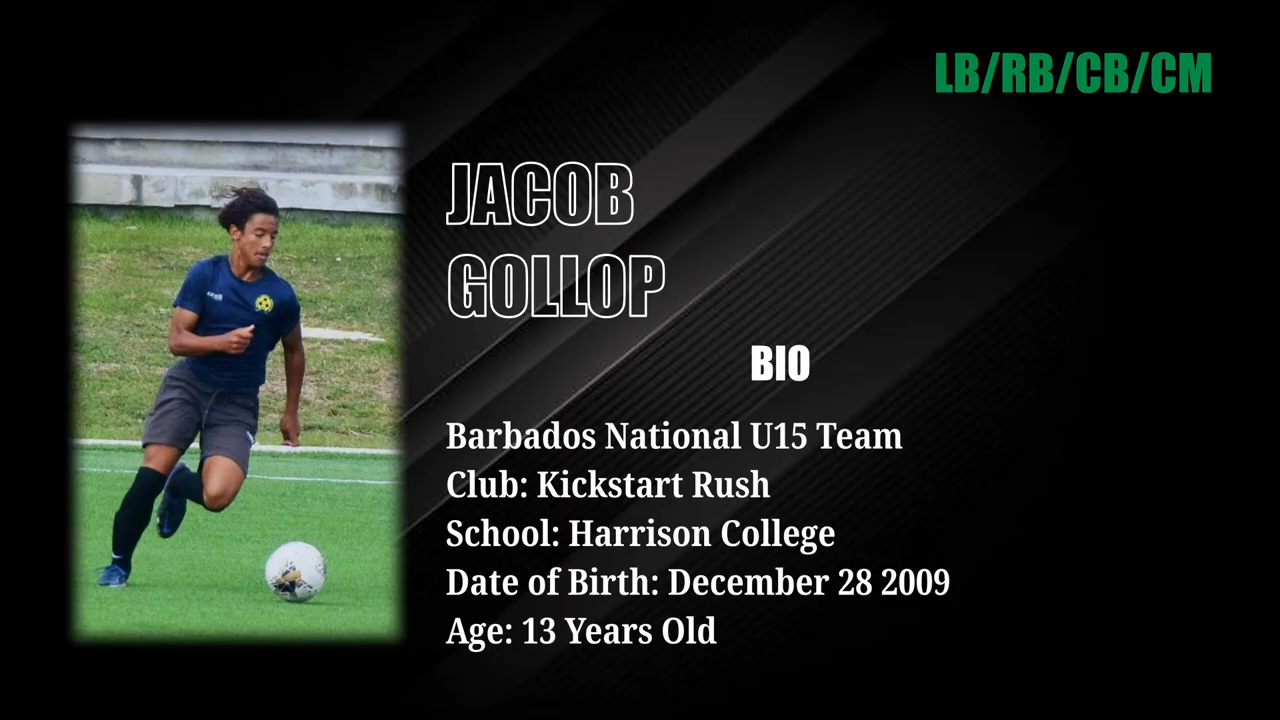 LB/RB/CB/CM
JACOB
GOLLOP
BIO
Barbados National U15 Team
Club: Kickstart Rush
School: Harrison College
Date of Birth: December 28 2009
Age: 13 Years Old